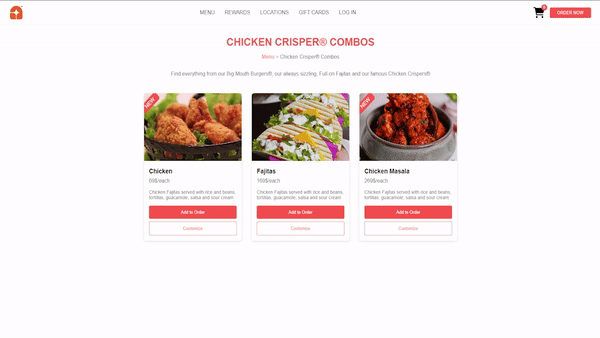 MENU REWARDS LOCATIONS GIFT CARDS LOG IN
ORDER NOW
CHICKEN CRISPER® COMBOS
Menu > Chicken Crisper® Combos
Find everything from our Big Mouth Burgers®, our always sizzling, Full-on Fajitas and our famous Chicken Crispers®
NEW
NEW
Chicken
69$/each
Chicken Fajitas served with rice and beans,
tortillas, guacamole, salsa and sour cream
Add to Order
Customize
Fajitas
169$/each
Chicken Fajitas served with rice and beans,
tortillas, guacamole, salsa and sour cream
Add to Order
Customize
Chicken Masala
269$/each
Chicken Fajitas served with rice and beans,
tortillas, guacamole, salsa and sour cream
Add to Order
Customize